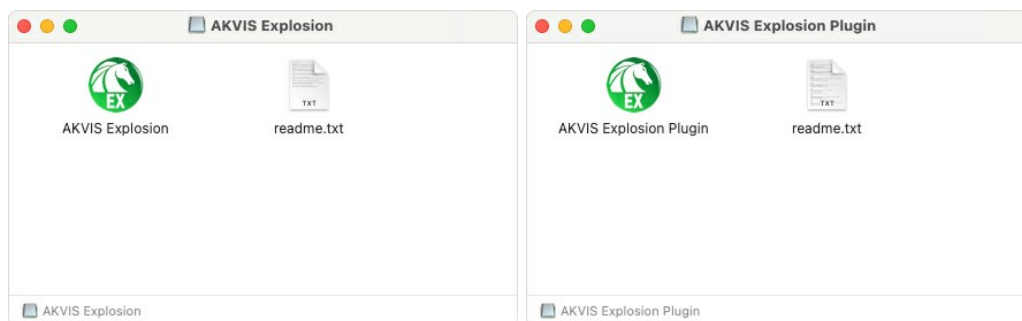 AKVIS Explosion
EX
TXT
AKVIS Explosion
readme.txt
AKVIS Explosion
AKVIS Explosion Plugin
EX
TXT
AKVIS Explosion Plugin
readme.txt
AKVIS Explosion Plugin